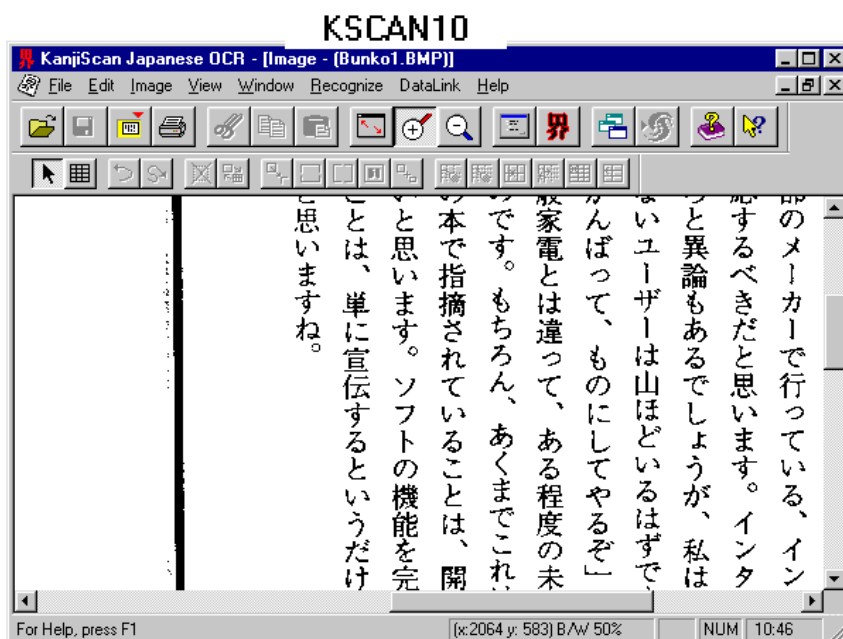 KSCAN10
KanjiScan Japanese OCR - [Image - (Bunko1.BMP)]
File Edit Image View Window Recognize DataLink Help
部のメーカーで行っている、イン
応するべきだと思います。インタ
と異論もあるでしょうが、私は
ないユーザーは山ほどいるはずで
がんばって、ものにしてやるぞ」
般家電とは違って、ある程度の未
のです。もちろん、あくまでこれ
の本で指摘されていることは、開
いと思います。ソフトの機能を完
ことは、単に宣伝するというだけ
と思いますね。
For Help, press F1 (x:2064 y: 583) B/W 50% NUM 10:46